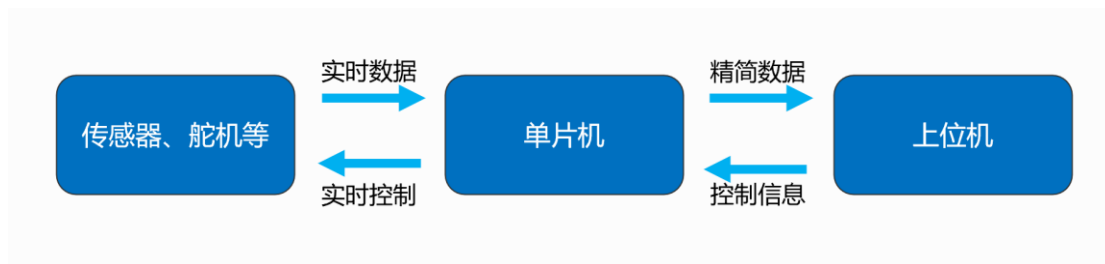 实时数据
精简数据
传感器、舵机等
单片机
上位机
实时控制
控制信息